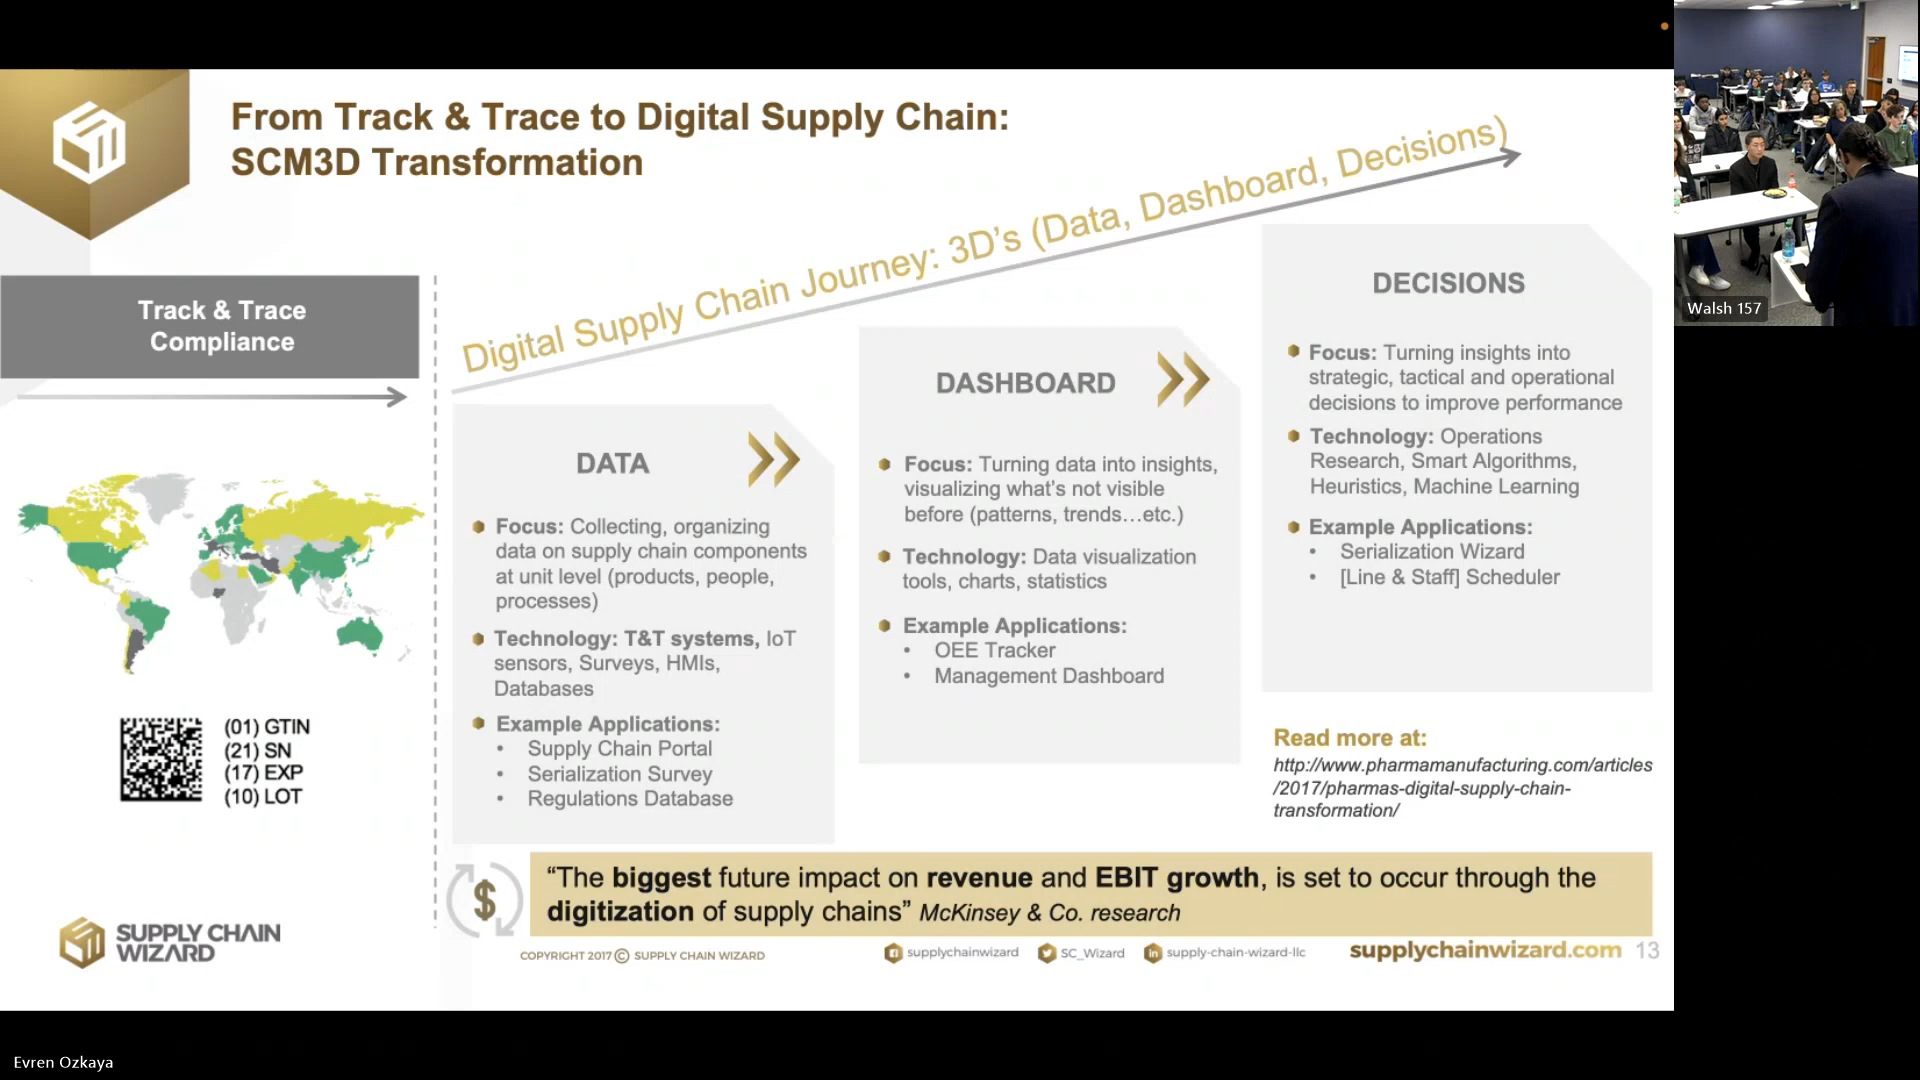 From Track & Trace to Digital Supply Chain:
SCM3D Transformation
Digital Supply Chain Journey: 3D's (Data, Dashboard, Decisions)
Track & Trace
Compliance
(01) GTIN
(21) SN
(17) EXP
(10) LOT
SUPPLY CHAIN
WIZARD
DATA
Focus: Collecting, organizing
data on supply chain components
at unit level (products, people,
processes)
Technology: T&T systems, IoT
sensors, Surveys, HMIs,
Databases
Example Applications:
• Supply Chain Portal
• Serialization Survey
• Regulations Database
DASHBOARD
Focus: Turning data into insights,
visualizing what's not visible
before (patterns, trends…etc.)
Technology: Data visualization
tools, charts, statistics
Example Applications:
• OEE Tracker
• Management Dashboard
DECISIONS
Focus: Turning insights into
strategic, tactical and operational
decisions to improve performance
Technology: Operations
Research, Smart Algorithms,
Heuristics, Machine Learning
Example Applications:
• Serialization Wizard
• [Line & Staff] Scheduler
Read more at:
http://www.pharmamanufacturing.com/articles
/2017/pharmas-digital-supply-chain-
transformation/
$
“The biggest future impact on revenue and EBIT growth, is set to occur through the
digitization of supply chains” McKinsey & Co. research
COPYRIGHT 2017 © SUPPLY CHAIN WIZARD
supplychainwizard
SC_Wizard
in supply-chain-wizard-llc
supplychainwizard.com 13
Walsh 157
Evren Ozkaya